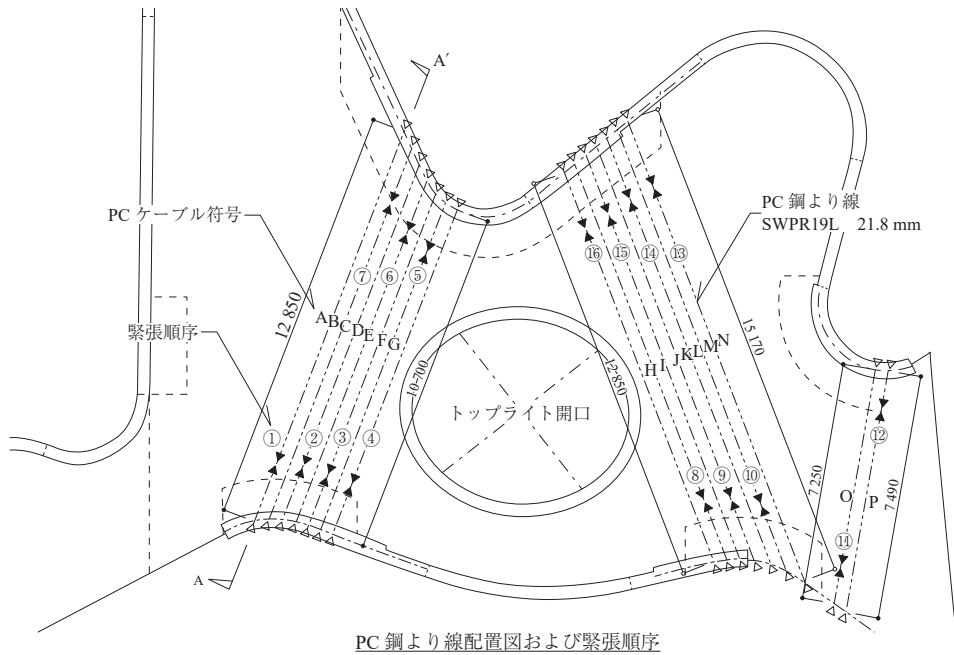 A′
PC ケーブル符号
PC 鋼より線
SWPR19L　21.8 mm
⑦
⑥
⑤
⑯
⑮
⑭
⑬
緊張順序
12 850
A
B
C
D
E
F
G
10 700
トップライト開口
12 850
H
I
J
K
L
M
N
15 170
①
②
③
④
⑧
⑨
⑩
⑫
7 250
O
P
7 490
⑭
A
PC 鋼より線配置図および緊張順序